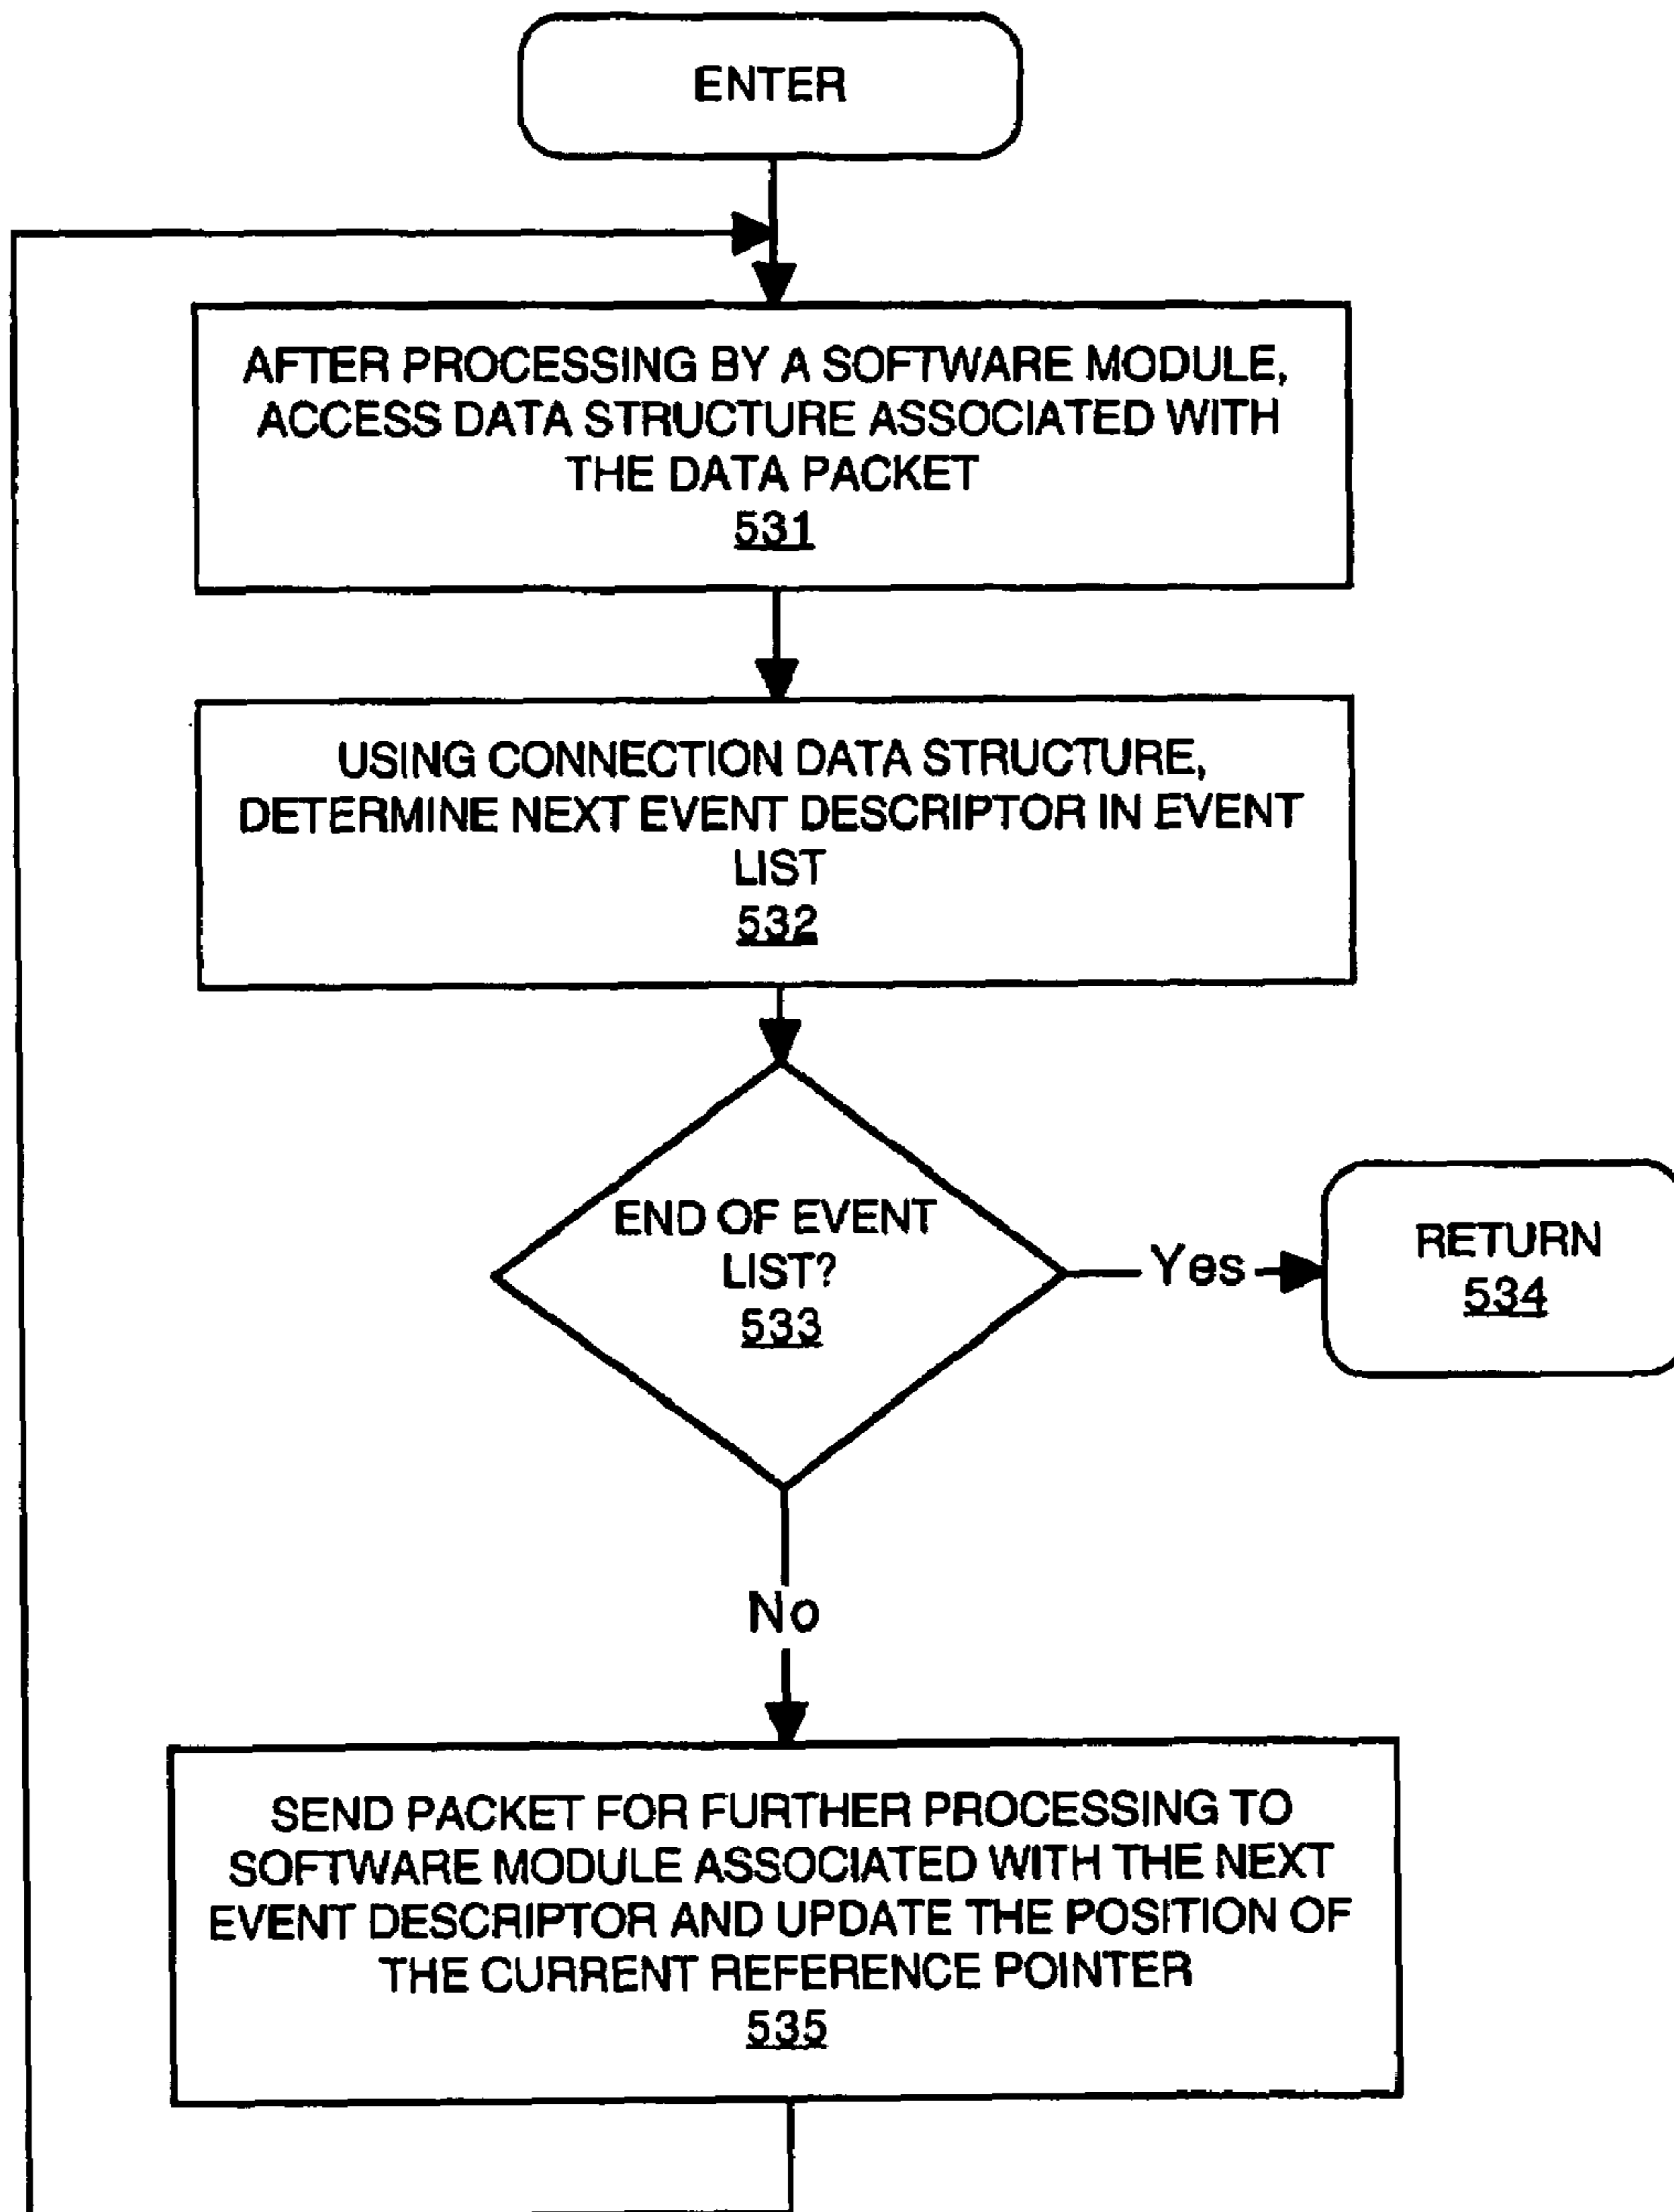 ENTER
AFTER PROCESSING BY A SOFTWARE MODULE,
ACCESS DATA STRUCTURE ASSOCIATED WITH
THE DATA PACKET
531
USING CONNECTION DATA STRUCTURE,
DETERMINE NEXT EVENT DESCRIPTOR IN EVENT
LIST
532
END OF EVENT
LIST?
533
Yes
RETURN
534
No
SEND PACKET FOR FURTHER PROCESSING TO
SOFTWARE MODULE ASSOCIATED WITH THE NEXT
EVENT DESCRIPTOR AND UPDATE THE POSITION OF
THE CURRENT REFERENCE POINTER
535